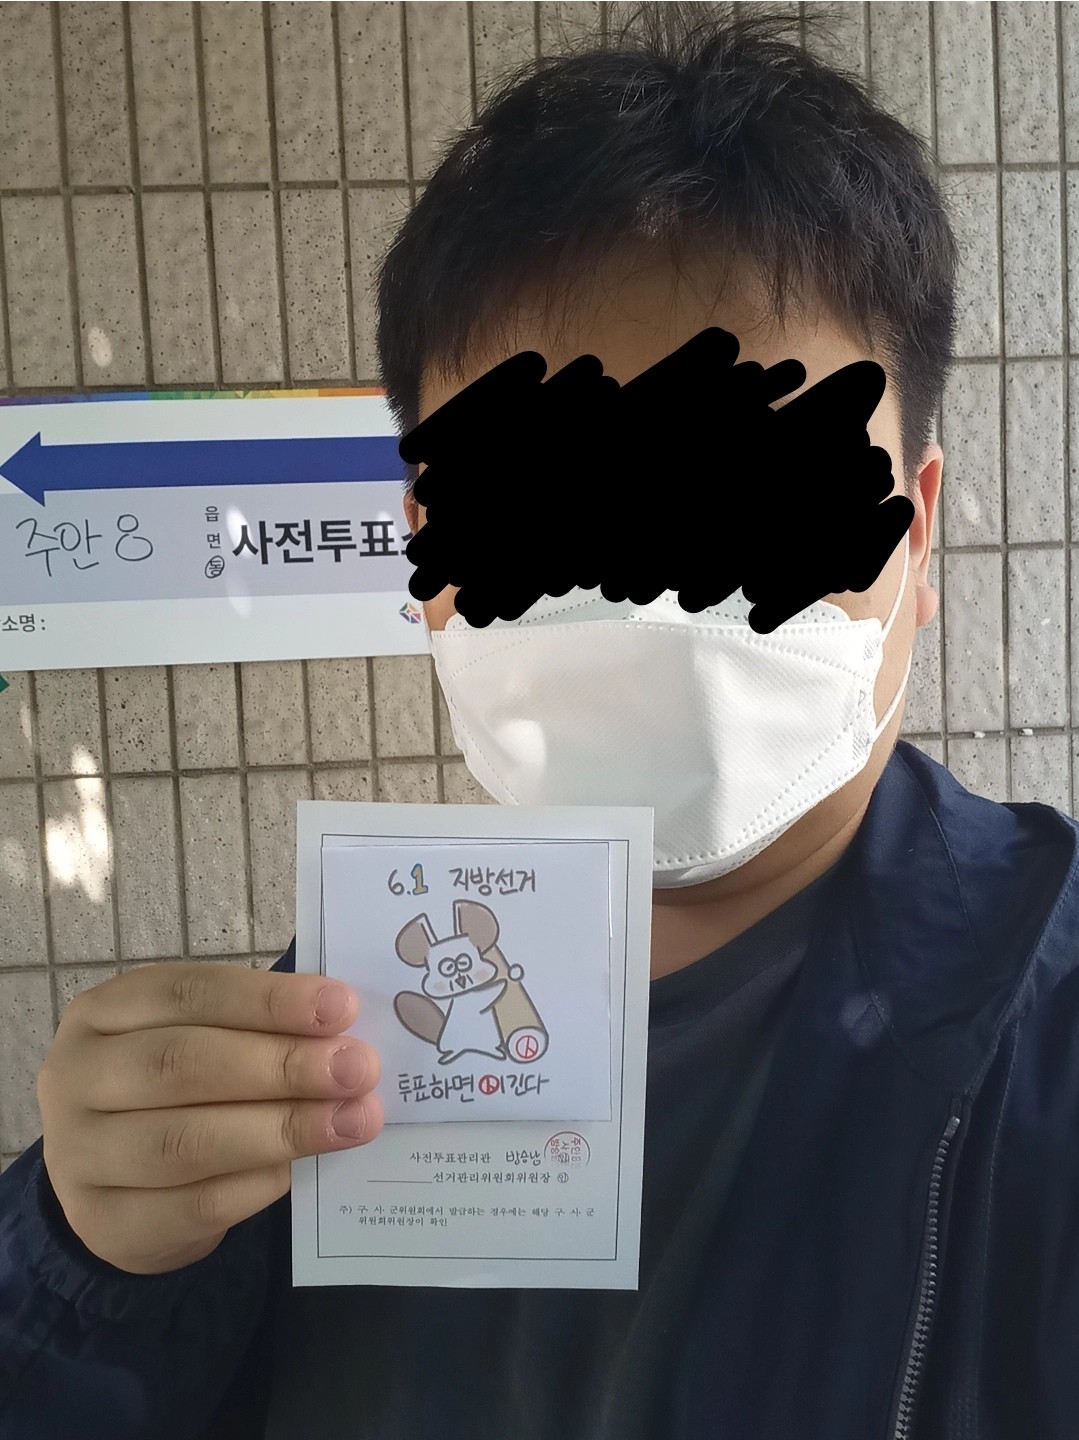 주안 8
읍
면
동
사전투표소
소명 :
6.1 지방선거
투표하면 이긴다
사전투표관리관
선거관리위원회위원장 ㊞
주) 구·시·군위원회에서 발급하는 경우에는 해당 구·시·군
위원회위원장이 확인